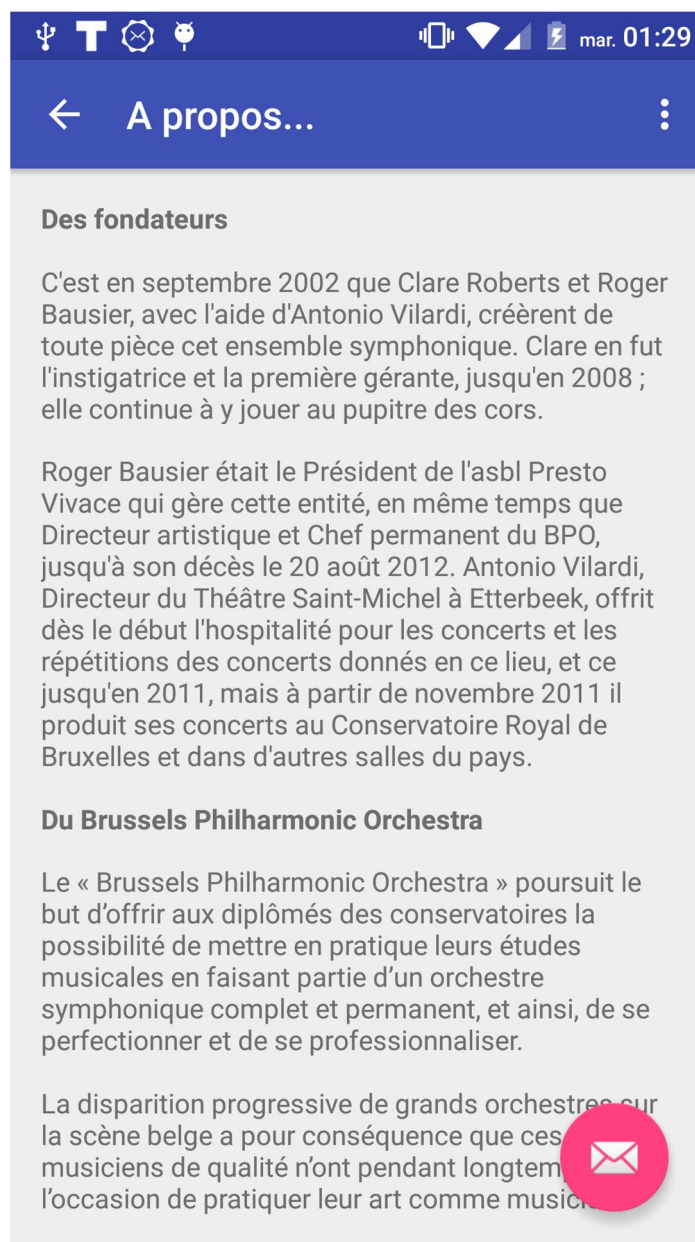 mar. 01:29
A propos...
Des fondateurs
C'est en septembre 2002 que Clare Roberts et Roger
Bausier, avec l'aide d'Antonio Vilardi, créèrent de
toute pièce cet ensemble symphonique. Clare en fut
l'instigatrice et la première gérante, jusqu'en 2008 ;
elle continue à y jouer au pupitre des cors.
Roger Bausier était le Président de l'asbl Presto
Vivace qui gère cette entité, en même temps que
Directeur artistique et Chef permanent du BPO,
jusqu'à son décès le 20 août 2012. Antonio Vilardi,
Directeur du Théâtre Saint-Michel à Etterbeek, offrit
dès le début l'hospitalité pour les concerts et les
répétitions des concerts donnés en ce lieu, et ce
jusqu'en 2011, mais à partir de novembre 2011 il
produit ses concerts au Conservatoire Royal de
Bruxelles et dans d'autres salles du pays.
Du Brussels Philharmonic Orchestra
Le « Brussels Philharmonic Orchestra » poursuit le
but d’offrir aux diplômés des conservatoires la
possibilité de mettre en pratique leurs études
musicales en faisant partie d’un orchestre
symphonique complet et permanent, et ainsi, de se
perfectionner et de se professionnaliser.
La disparition progressive de grands orchestres sur
la scène belge a pour conséquence que ces
musiciens de qualité n’ont pendant
l’occasion de pratiquer leur art comme